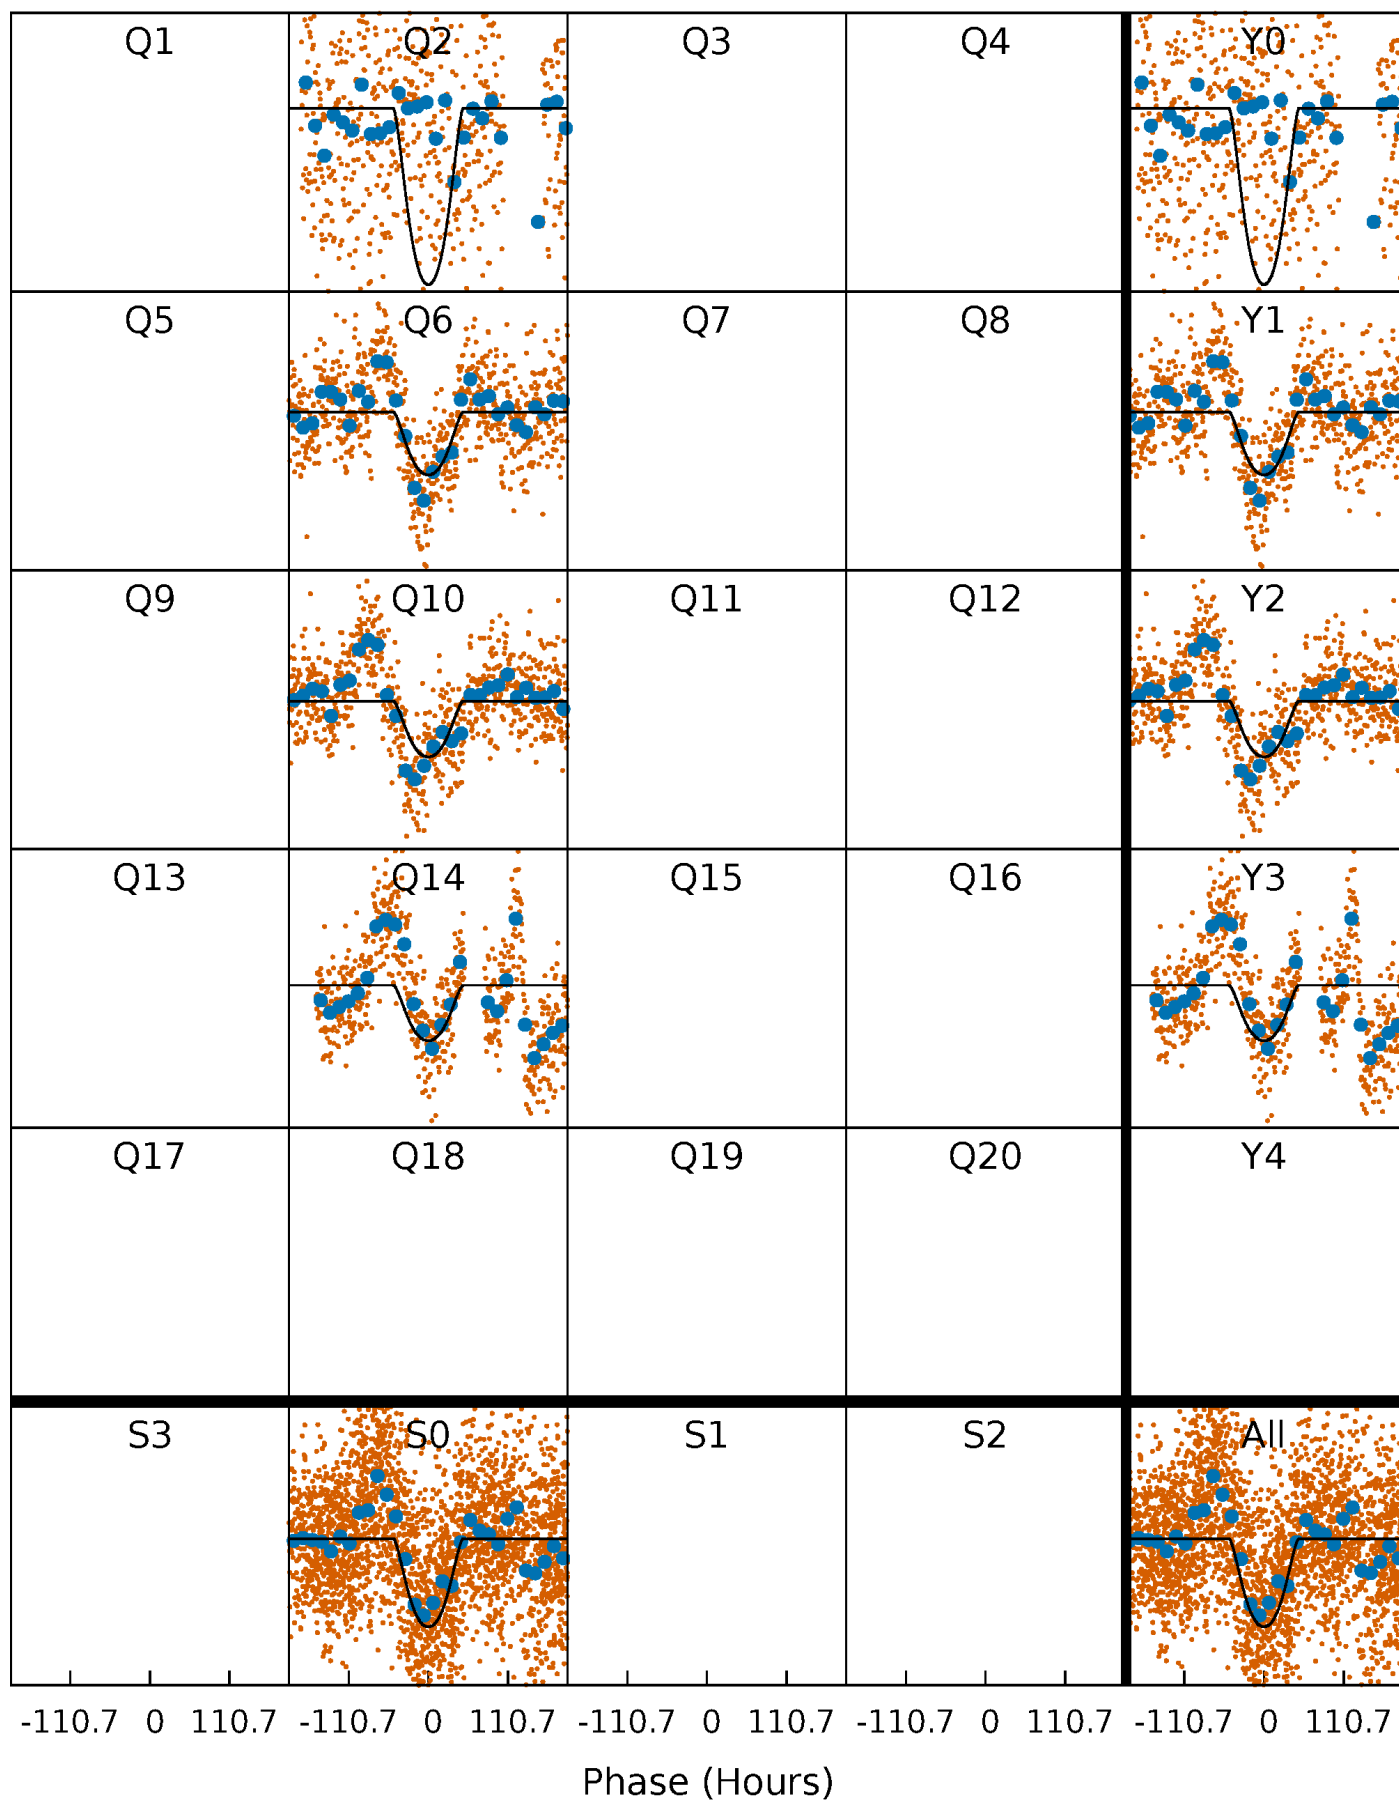 Q1 Q2 Q3 Q4 Y0
Q5 Q6 Q7 Q8 Y1
Q9 Q10 Q11 Q12 Y2
Q13 Q14 Q15 Q16 Y3
Q17 Q18 Q19 Q20 Y4
S3 S0 S1 S2 All
-110.7 0 110.7 -110.7 0 110.7 -110.7 0 110.7 -110.7 0 110.7 -110.7 0 110.7
Phase (Hours)